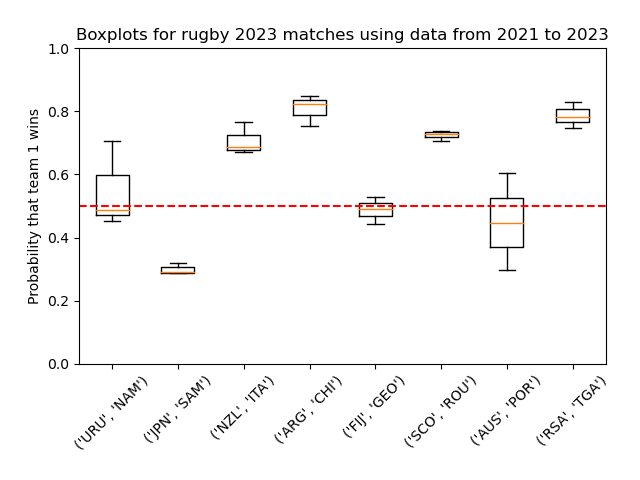 Boxplots for rugby 2023 matches using data from 2021 to 2023
Probability that team 1 wins
1.0
0.8
0.6
0.4
0.2
0.0
('URU', 'NAM')
('JPN', 'SAM')
('NZL', 'ITA')
('ARG', 'CHI')
('FIJ', 'GEO')
('SCO', 'ROU')
('AUS', 'POR')
('RSA', 'TGA')